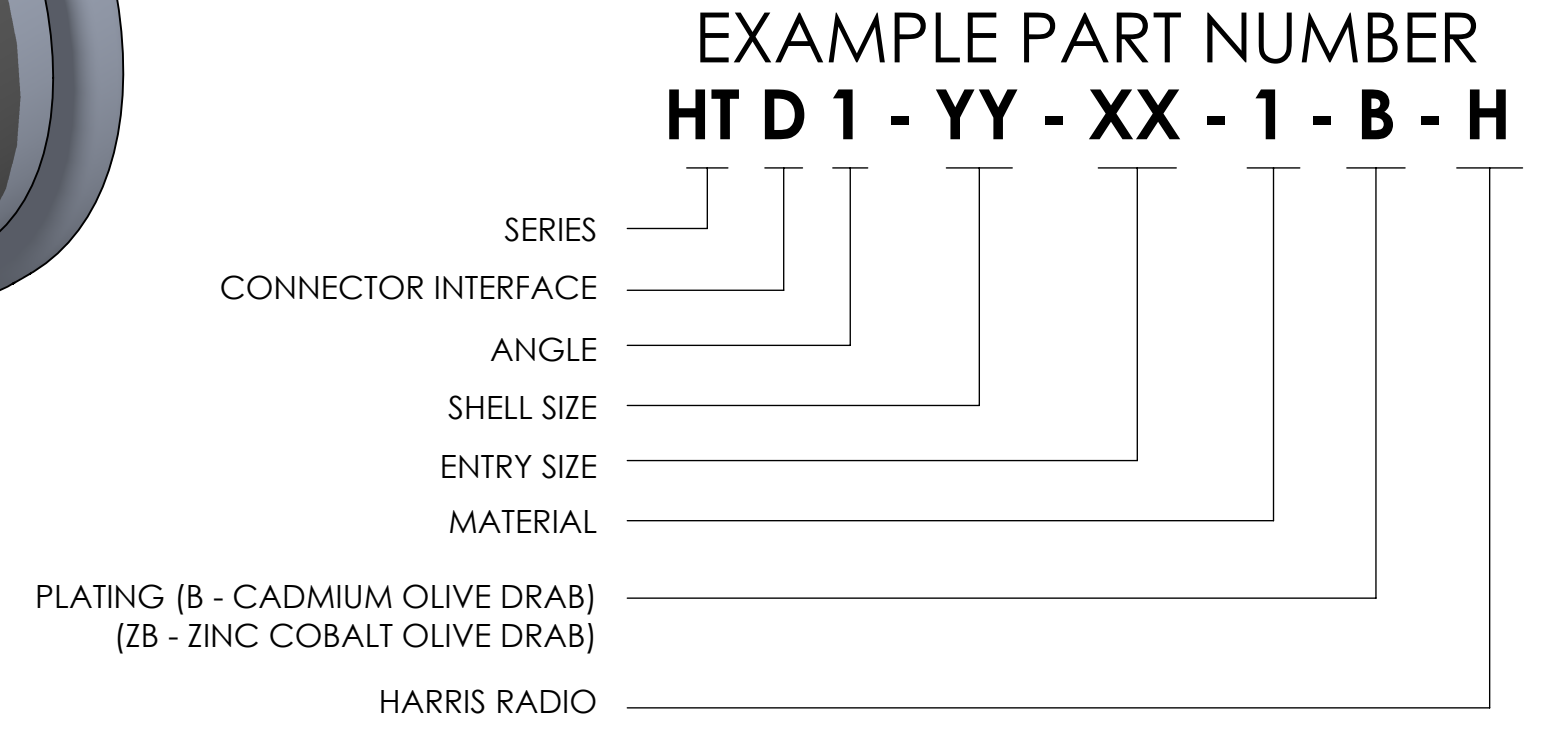 EXAMPLE PART NUMBER
HT D 1 - YY - XX - 1 - B - H
SERIES
CONNECTOR INTERFACE
ANGLE
SHELL SIZE
ENTRY SIZE
MATERIAL
PLATING (B - CADMIUM OLIVE DRAB)
(ZB - ZINC COBALT OLIVE DRAB)
HARRIS RADIO